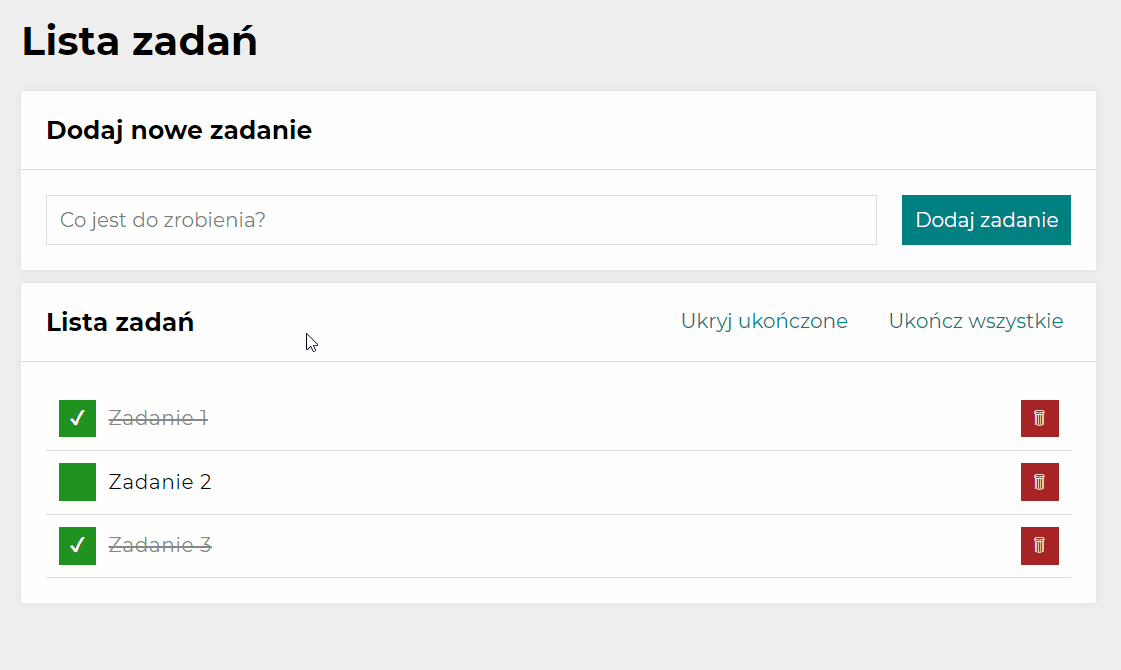 Lista zadań
Dodaj nowe zadanie
Co jest do zrobienia?
Dodaj zadanie
Lista zadań
Ukryj ukończone
Ukończ wszystkie
Zadanie 1
Zadanie 2
Zadanie 3